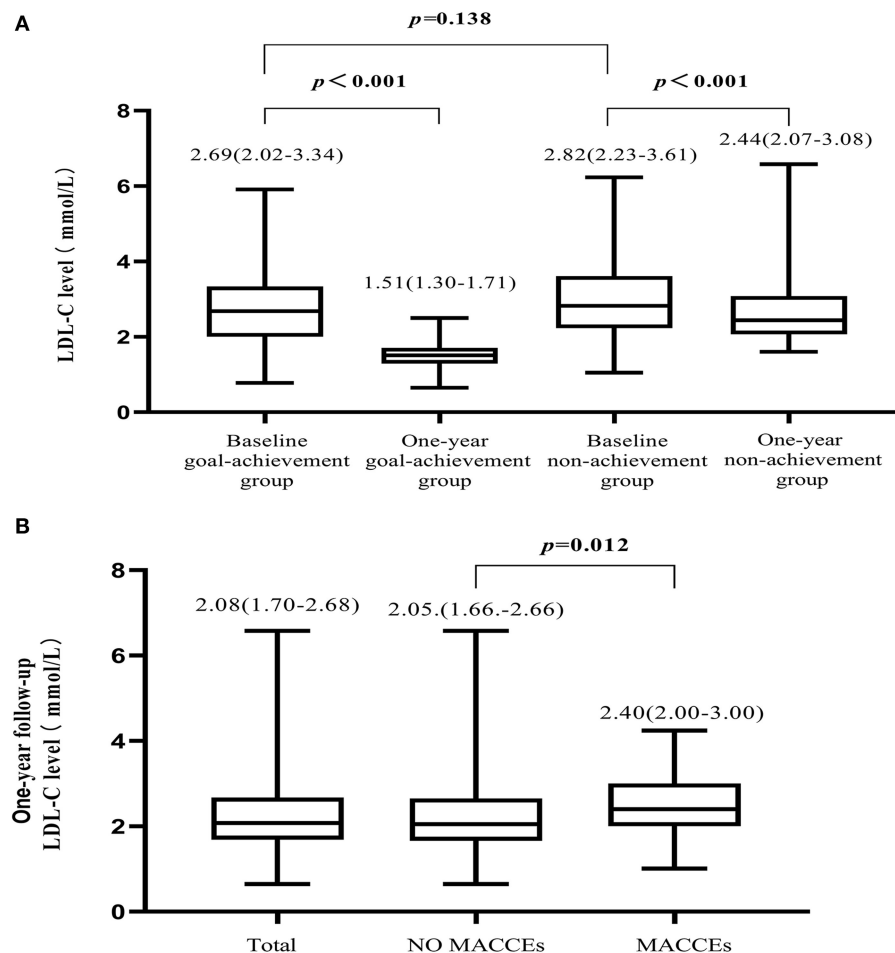 A
p=0.138
p<0.001
p<0.001
8
6
4
2
0
LDL-C level ( mmol/L)
2.69(2.02-3.34)
1.51(1.30-1.71)
2.82(2.23-3.61)
2.44(2.07-3.08)
Baseline
goal-achievement
group
One-year
goal-achievement
group
Baseline
non-achievement
group
One-year
non-achievement
group
B
p=0.012
8
6
4
2
0
One-year follow-up
LDL-C level ( mmol/L)
2.08(1.70-2.68)
2.05.(1.66.-2.66)
2.40(2.00-3.00)
Total
NO MACCEs
MACCEs